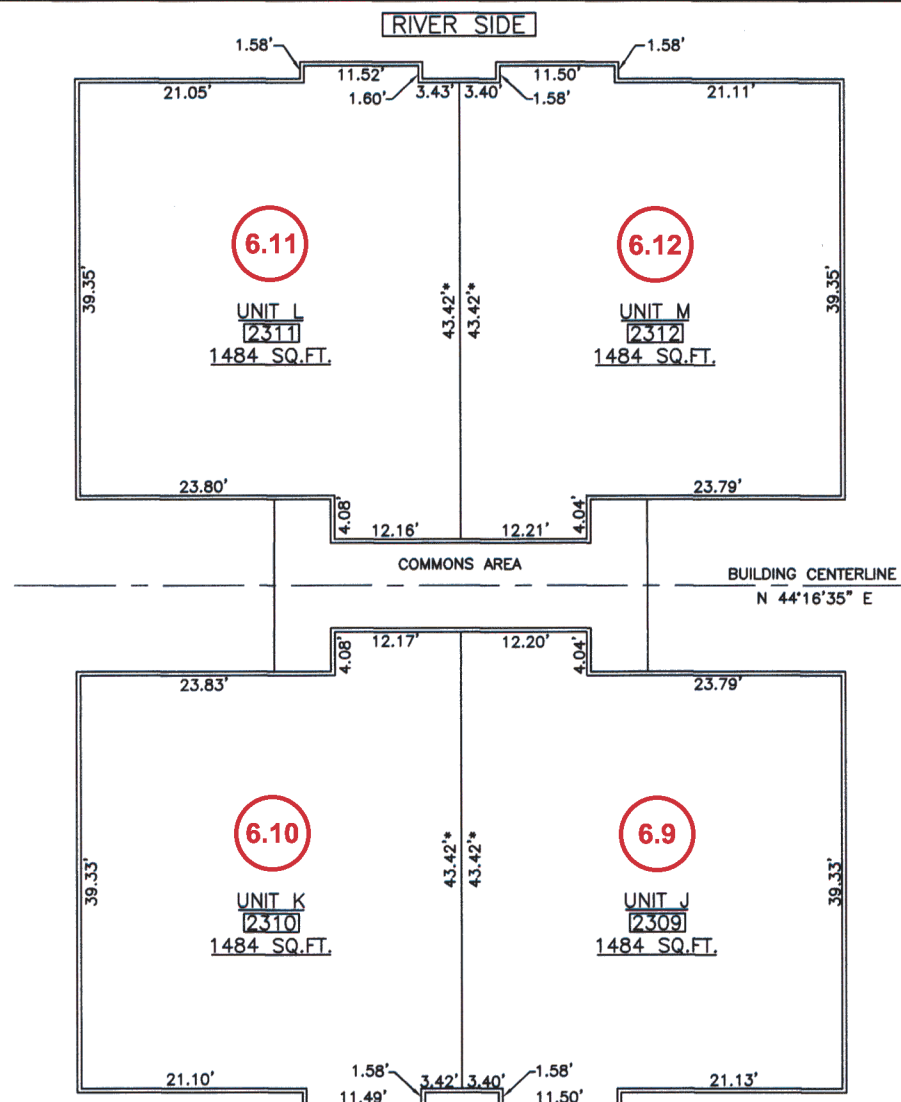 RIVER SIDE
1.58' 1.58'
11.52' 11.50'
21.05' 1.60' 3.43' 3.40' 1.58' 21.11'
6.11 6.12
39.35' 43.42'* 43.42'* 39.35'
UNIT L UNIT M
2311 2312
1484 SQ.FT. 1484 SQ.FT.
23.80' 23.79'
4.08' 4.04'
12.16' 12.21'
COMMONS AREA
BUILDING CENTERLINE
N 44°16'35" E
12.17' 12.20'
4.08' 4.04'
23.83' 23.79'
6.10 6.9
39.33' 43.42'* 43.42'* 39.33'
UNIT K UNIT J
2310 2309
1484 SQ.FT. 1484 SQ.FT.
1.58' 1.58'
21.10' 3.42' 3.40' 21.13'
11.49' 11.50'